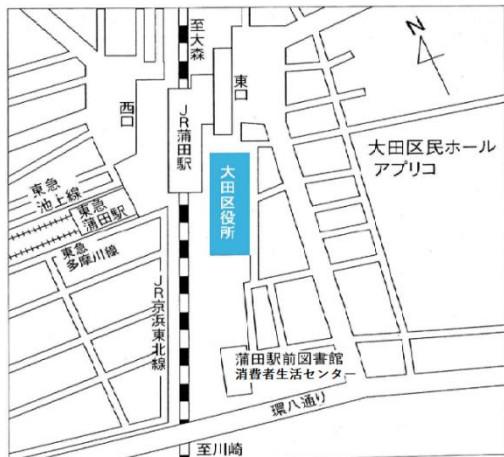 至大森
N
東口
西口
JR蒲田駅
大田区民ホール
アプリコ
大田区役所
東急
池上線
東急
蒲田駅
東急
多摩川線
JR京浜東北線
蒲田駅前図書館
消費者生活センター
環八通り
至川崎